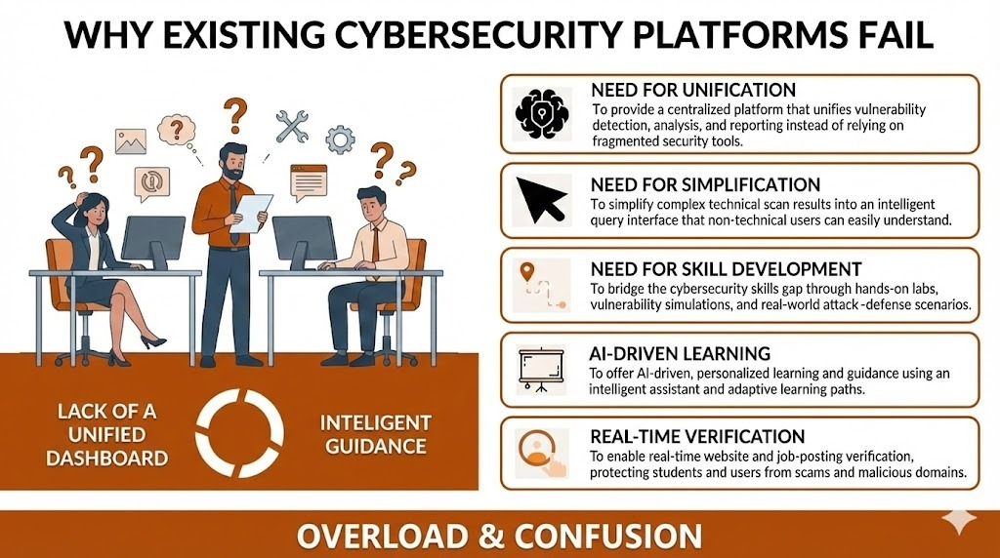 WHY EXISTING CYBERSECURITY PLATFORMS FAIL
? ? ? ? ? ? ?
LACK OF A
UNIFIED
DASHBOARD
INTELIGENT
GUIDANCE
NEED FOR UNIFICATION
To provide a centralized platform that unifies vulnerability
detection, analysis, and reporting instead of relying on
fragmented security tools.
NEED FOR SIMPLIFICATION
To simplify complex technical scan results into an intelligent
query interface that non-technical users can easily understand.
NEED FOR SKILL DEVELOPMENT
To bridge the cybersecurity skills gap through hands-on labs,
vulnerability simulations, and real-world attack-defense scenarios.
AI-DRIVEN LEARNING
To offer AI-driven, personalized learning and guidance using an
intelligent assistant and adaptive learning paths.
REAL-TIME VERIFICATION
To enable real-time website and job-posting verification,
protecting students and users from scams and malicious domains.
OVERLOAD & CONFUSION